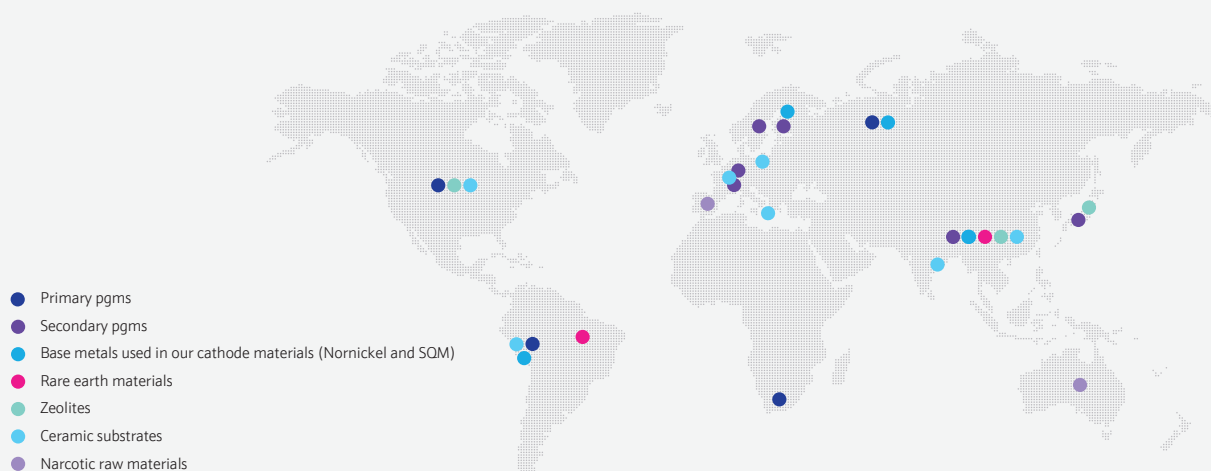 Primary pgms
Secondary pgms
Base metals used in our cathode materials (Nornickel and SQM)
Rare earth materials
Zeolites
Ceramic substrates
Narcotic raw materials